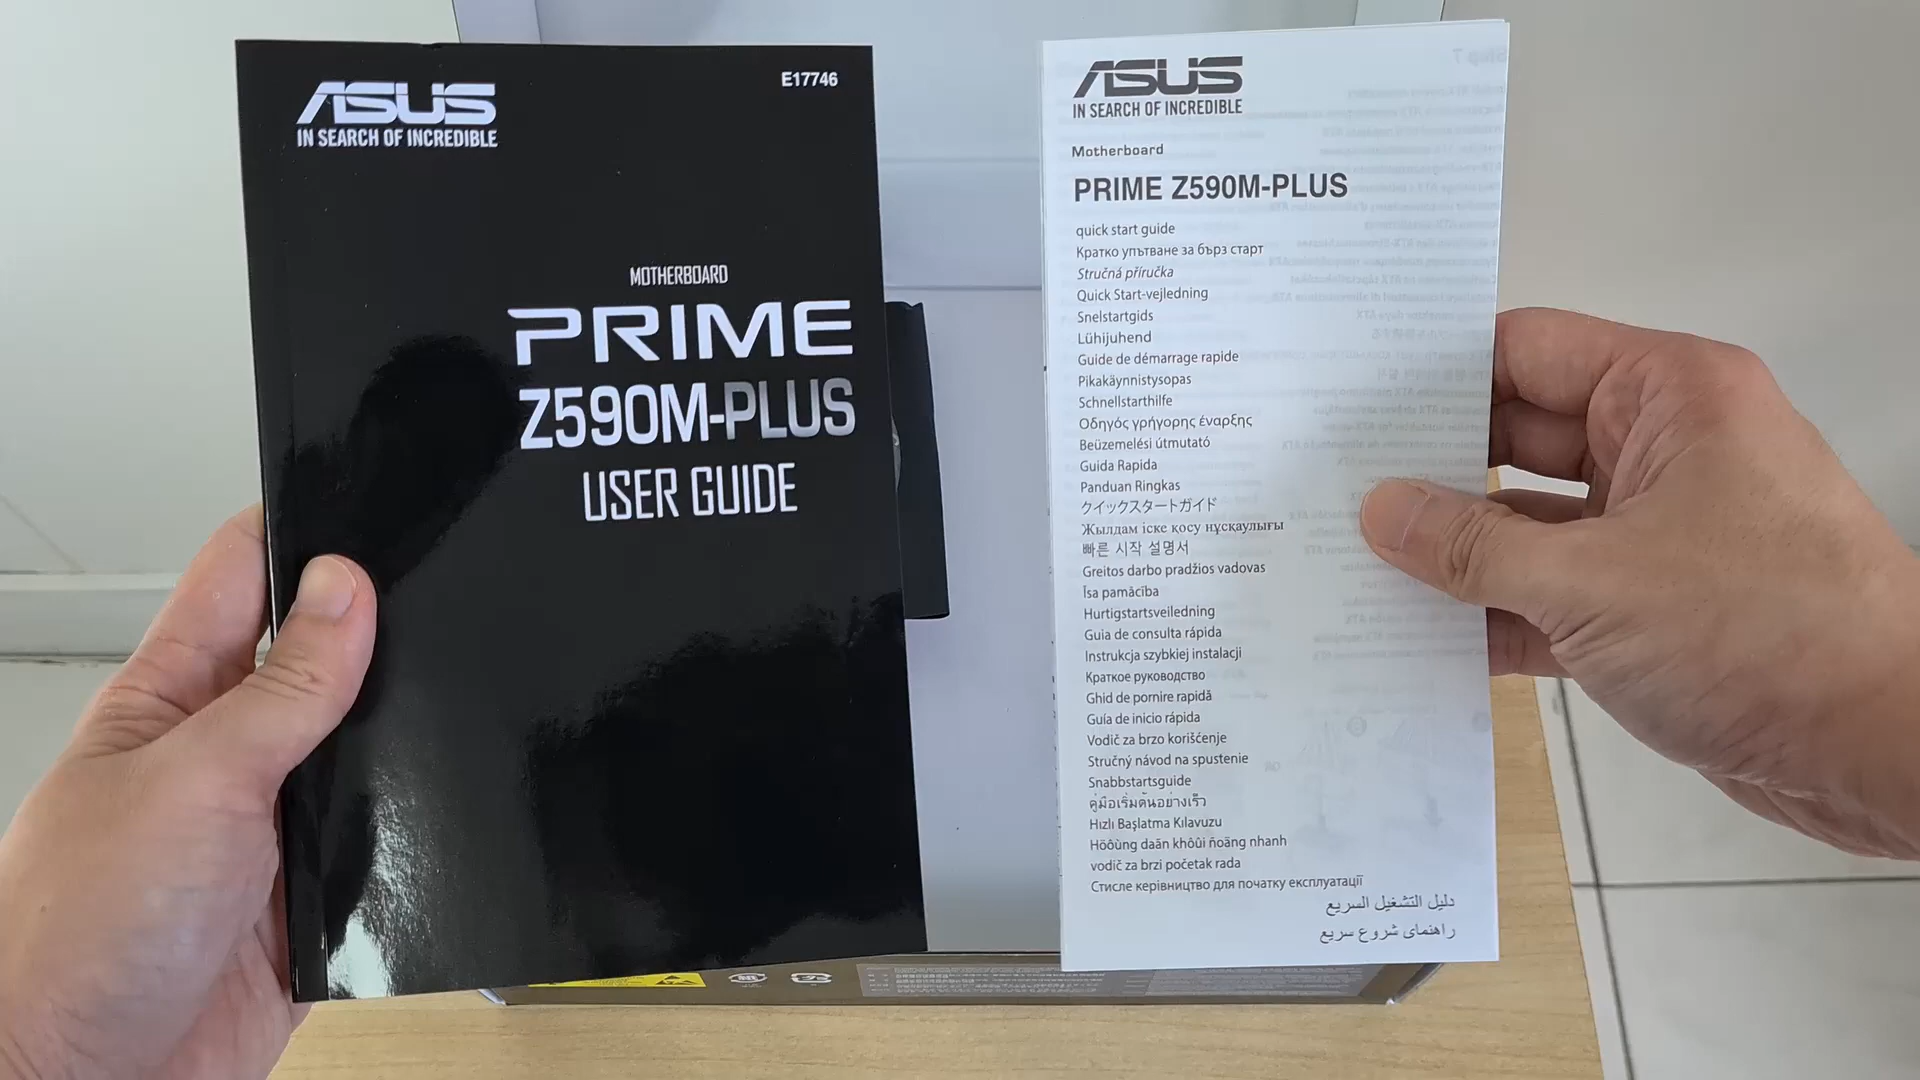 ASUS
IN SEARCH OF INCREDIBLE
E17746
MOTHERBOARD
PRIME
Z590M-PLUS
USER GUIDE
ASUS
IN SEARCH OF INCREDIBLE
Motherboard
PRIME Z590M-PLUS
quick start guide
Кратко упътване за бърз старт
Stručná příručka
Quick Start-vejledning
Snelstartgids
Lühijuhend
Guide de démarrage rapide
Pikakäynnistysopas
Schnellstarthilfe
Οδηγός γρήγορης έναρξης
Beüzemelési útmutató
Guida Rapida
Panduan Ringkas
クイックスタートガイド
Жылдам іске қосу нұсқаулығы
빠른 시작 설명서
Greitos darbo pradžios vadovas
Īsa pamācība
Hurtigstartsveiledning
Guia de consulta rápida
Instrukcja szybkiej instalacji
Краткое руководство
Ghid de pornire rapidă
Guía de inicio rápida
Vodič za brzo korišćenje
Stručný návod na spustenie
Snabbstartsguide
คู่มือเริ่มต้นอย่างเร็ว
Hızlı Başlatma Kılavuzu
Höôùng daãn khôûi ñoäng nhanh
vodič za brzi početak rada
Стисле керівництво для початку експлуатації
دليل التشغيل السريع
راهنمای شروع سریع